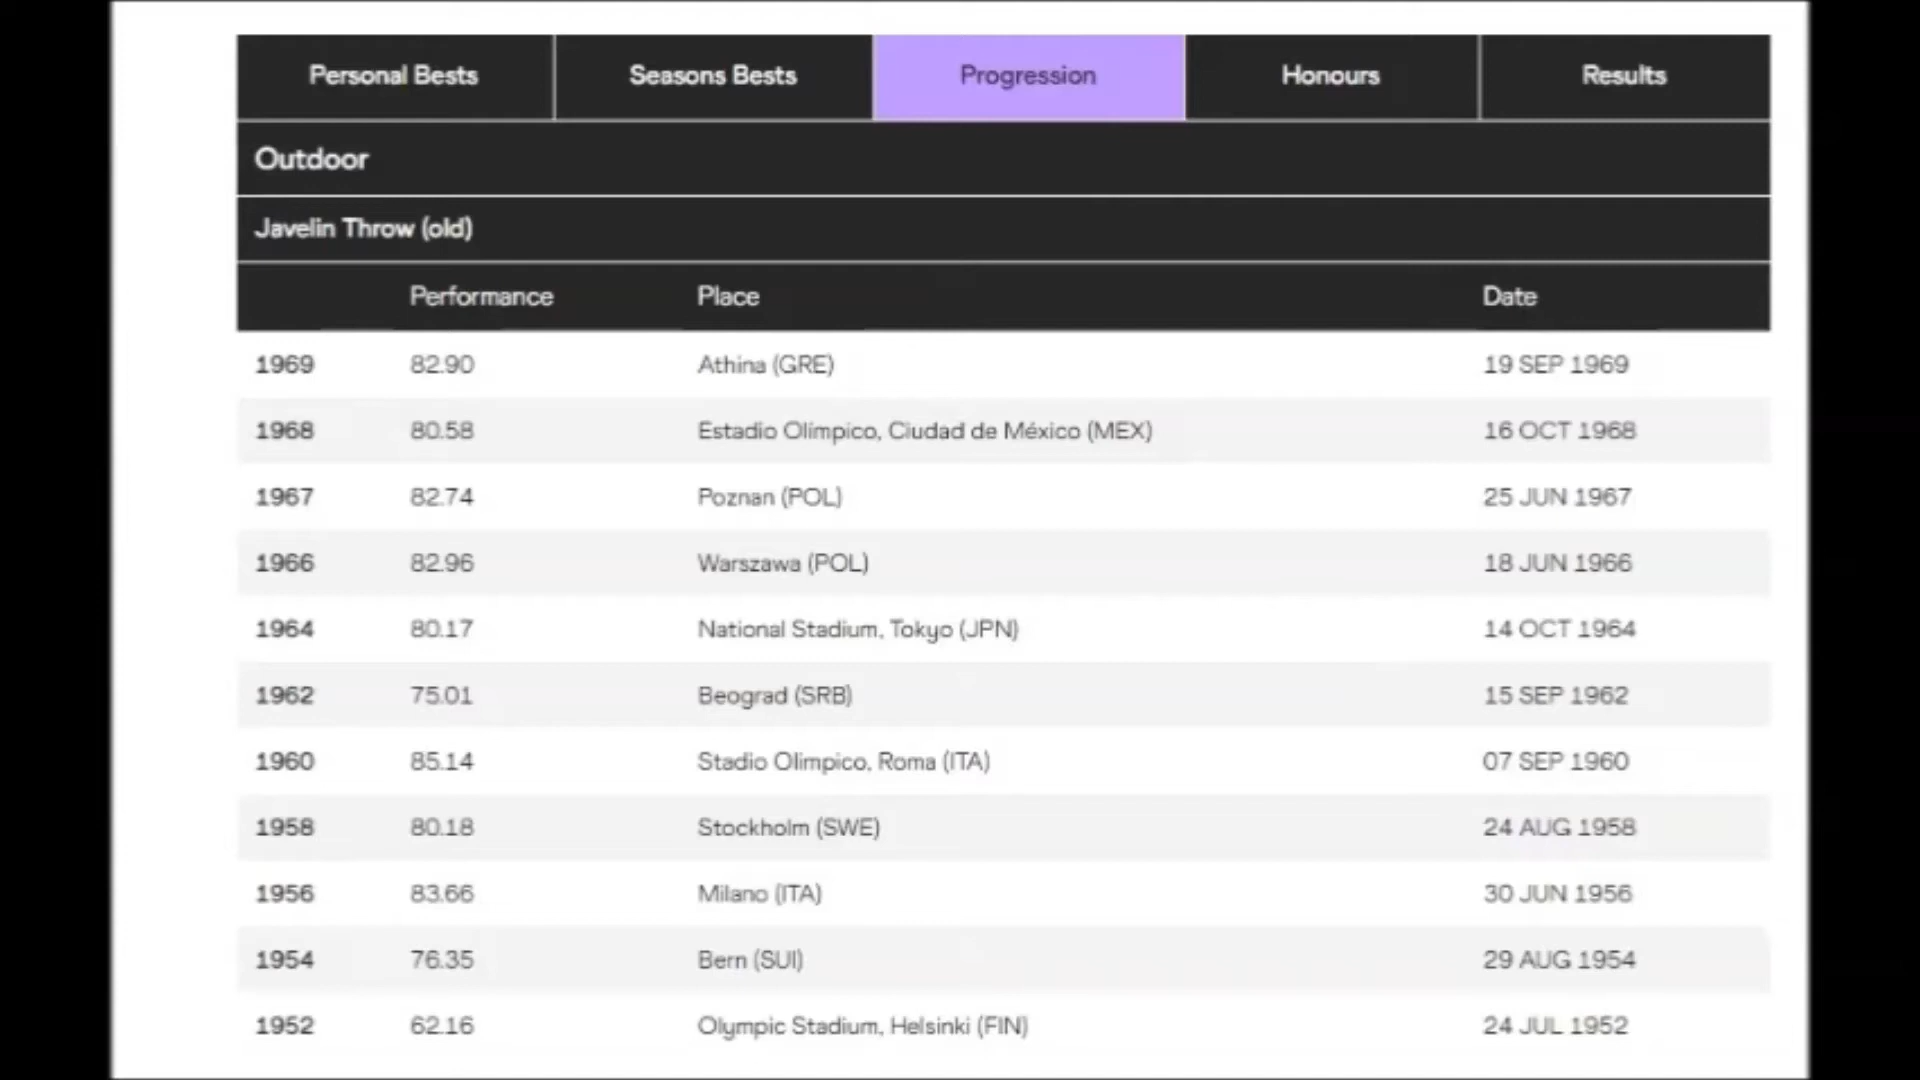 Personal Bests Seasons Bests Progression Honours Results
Outdoor
Javelin Throw (old)
Performance Place Date
1969 82.90 Athina (GRE) 19 SEP 1969
1968 80.58 Estadio Olímpico, Ciudad de México (MEX) 16 OCT 1968
1967 82.74 Poznan (POL) 25 JUN 1967
1966 82.96 Warszawa (POL) 18 JUN 1966
1964 80.17 National Stadium, Tokyo (JPN) 14 OCT 1964
1962 75.01 Beograd (SRB) 15 SEP 1962
1960 85.14 Stadio Olimpico, Roma (ITA) 07 SEP 1960
1958 80.18 Stockholm (SWE) 24 AUG 1958
1956 83.66 Milano (ITA) 30 JUN 1956
1954 76.35 Bern (SUI) 29 AUG 1954
1952 62.16 Olympic Stadium, Helsinki (FIN) 24 JUL 1952